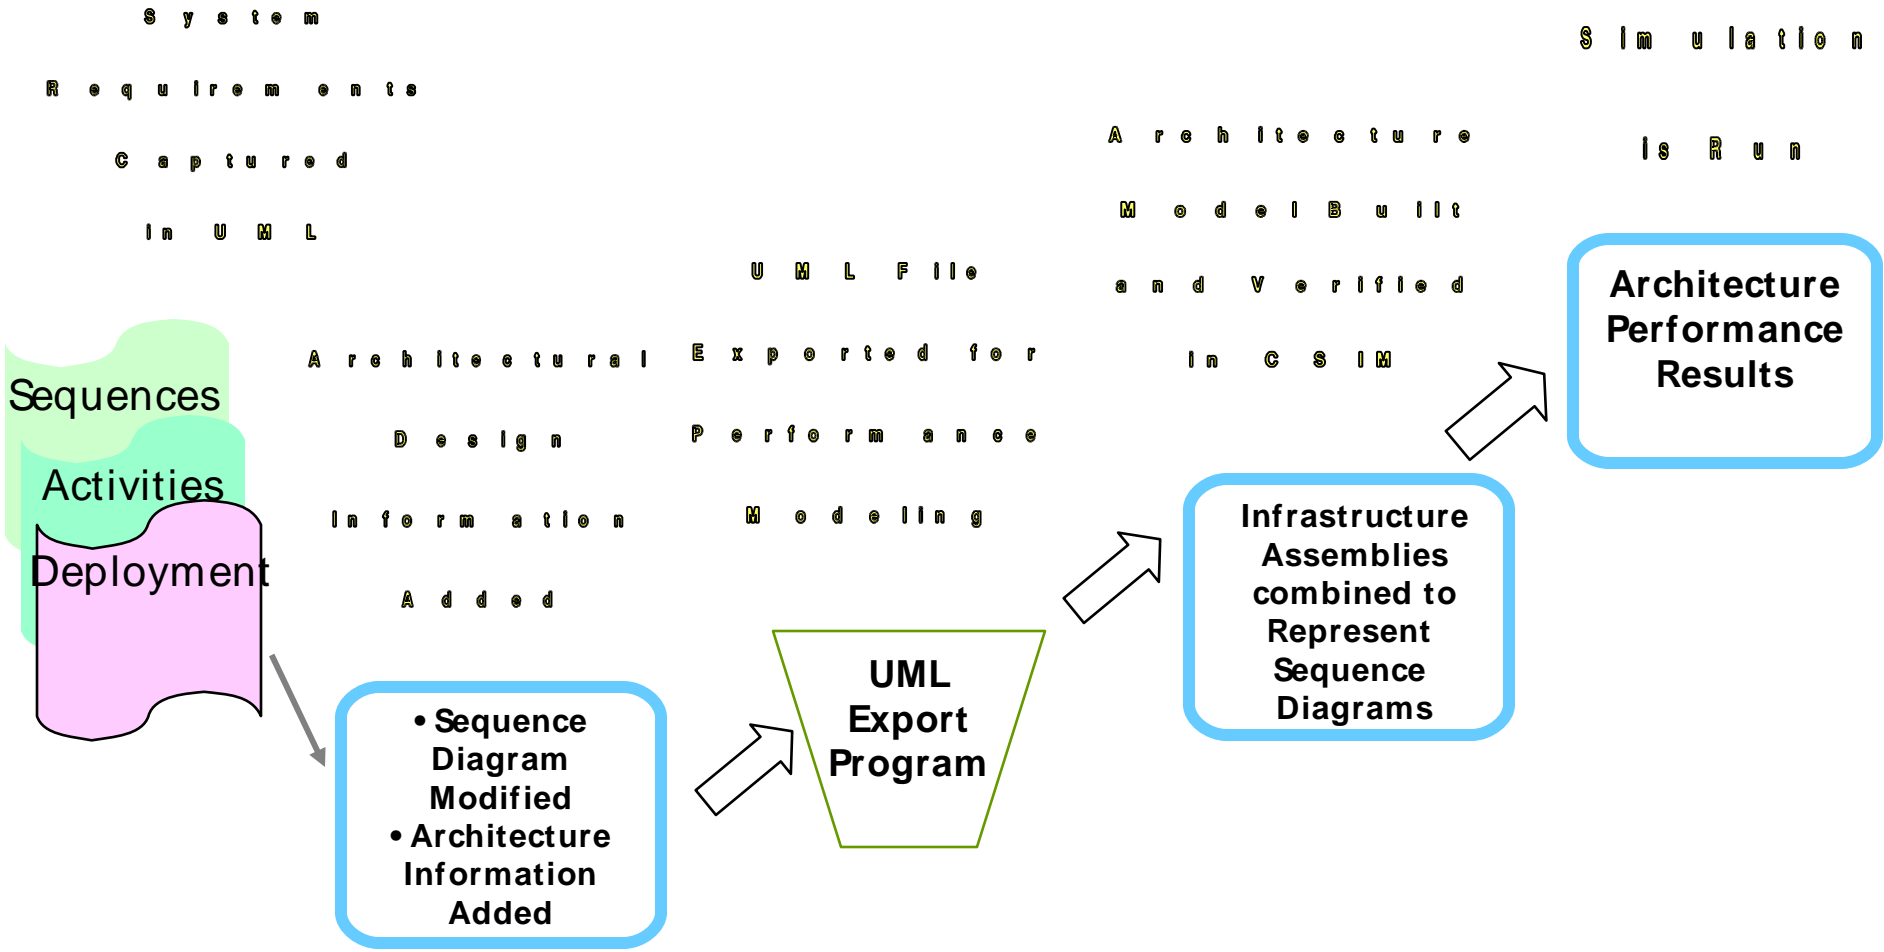 System
Requirements
Captured
in UML
Sequences
Activities
Deployment
Architectural
Design
Information
Added
• Sequence
Diagram
Modified
• Architecture
Information
Added
UML File
Exported for
Performance
Modeling
UML
Export
Program
Architecture
Model Built
and Verified
in CSIM
Infrastructure
Assemblies
combined to
Represent
Sequence
Diagrams
Simulation
is Run
Architecture
Performance
Results